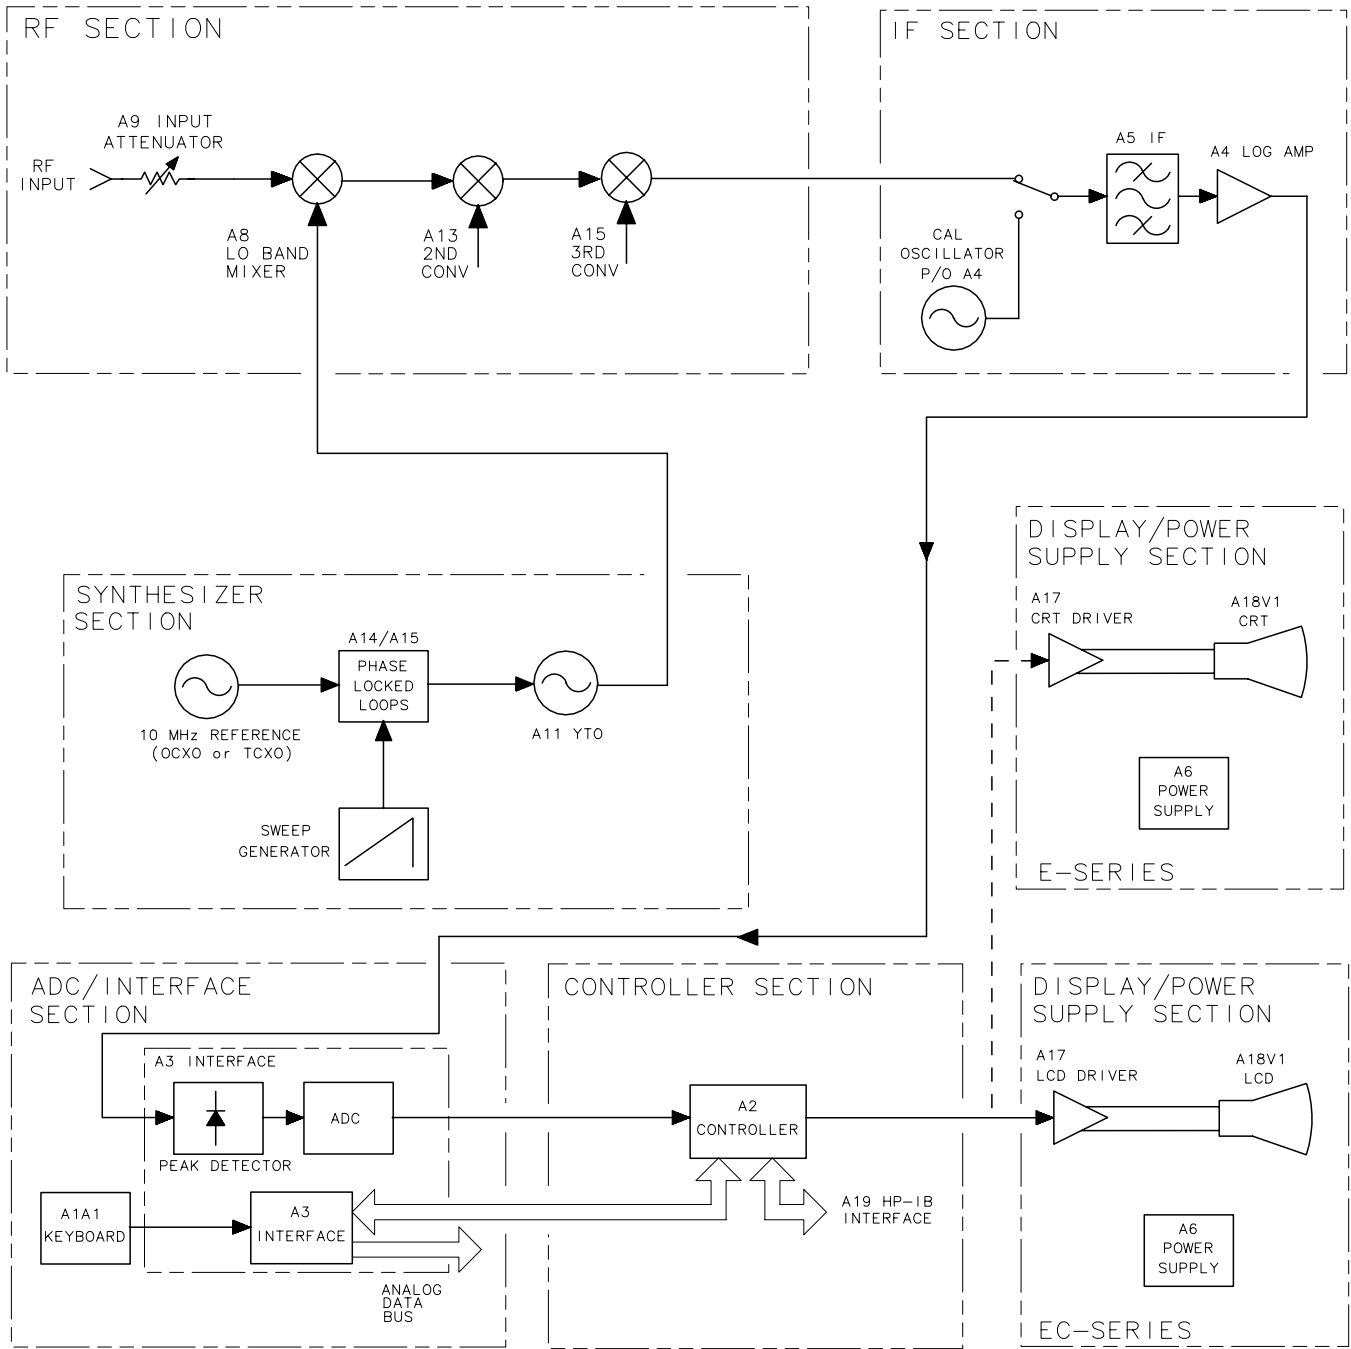 RF SECTION
A9 INPUT
ATTENUATOR
RF
INPUT
A8
LO BAND
MIXER
A13
2ND
CONV
A15
3RD
CONV
IF SECTION
A5 IF
A4 LOG AMP
CAL
OSCILLATOR
P/O A4
SYNTHESIZER
SECTION
A14/A15
PHASE
LOCKED
LOOPS
10 MHz REFERENCE
(OCXO or TCXO)
A11 YTO
SWEEP
GENERATOR
DISPLAY/POWER
SUPPLY SECTION
A17
CRT DRIVER
A18V1
CRT
A6
POWER
SUPPLY
E-SERIES
ADC/INTERFACE
SECTION
A3 INTERFACE
ADC
PEAK DETECTOR
A1A1
KEYBOARD
A3
INTERFACE
ANALOG
DATA
BUS
CONTROLLER SECTION
A2
CONTROLLER
A19 HP-IB
INTERFACE
DISPLAY/POWER
SUPPLY SECTION
A17
LCD DRIVER
A18V1
LCD
A6
POWER
SUPPLY
EC-SERIES